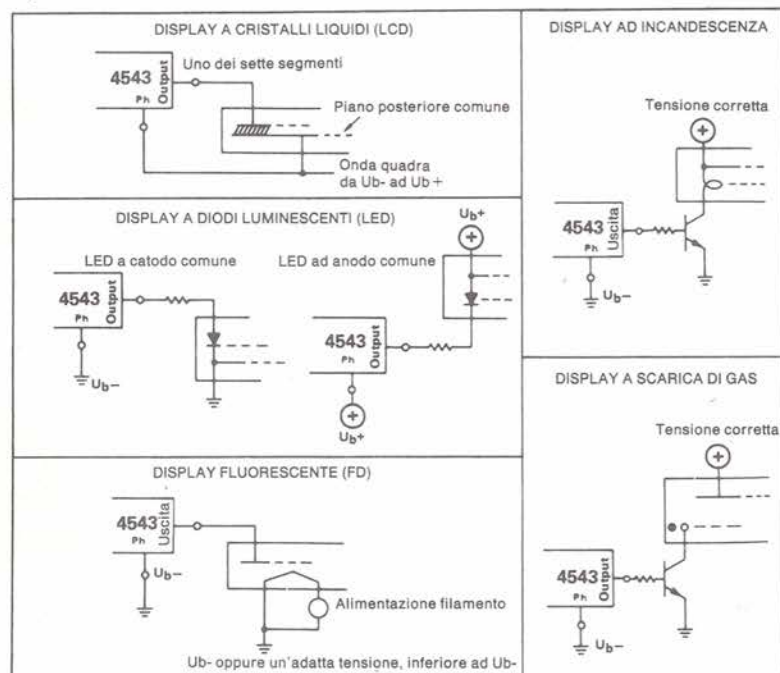 DISPLAY A CRISTALLI LIQUIDI (LCD)
4543
Ph
Output
Uno dei sette segmenti
Piano posteriore comune
Onda quadra
da Ub- ad Ub+
DISPLAY A DIODI LUMINESCENTI (LED)
LED a catodo comune
4543
Ph
Output
Ub-
LED ad anodo comune
Ub+
4543
Ph
Output
Ub+
DISPLAY FLUORESCENTE (FD)
4543
Ph
Uscita
Ub-
Alimentazione filamento
Ub- oppure un'adatta tensione, inferiore ad Ub-
DISPLAY AD INCANDESCENZA
Tensione corretta
4543
Ph
Uscita
Ub-
DISPLAY A SCARICA DI GAS
Tensione corretta
4543
Ph
Output
Ub-